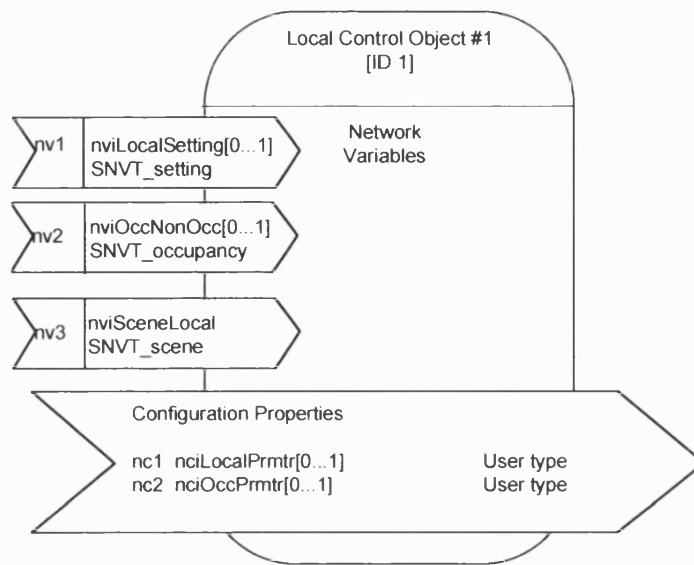 Local Control Object #1
[ID 1]
Network
Variables
nv1 nviLocalSetting[0...1]
SNVT_setting
nv2 nviOccNonOcc[0...1]
SNVT_occupancy
nv3 nviSceneLocal
SNVT_scene
Configuration Properties
nc1 nciLocalPrmtr[0...1] User type
nc2 nciOccPrmtr[0...1] User type